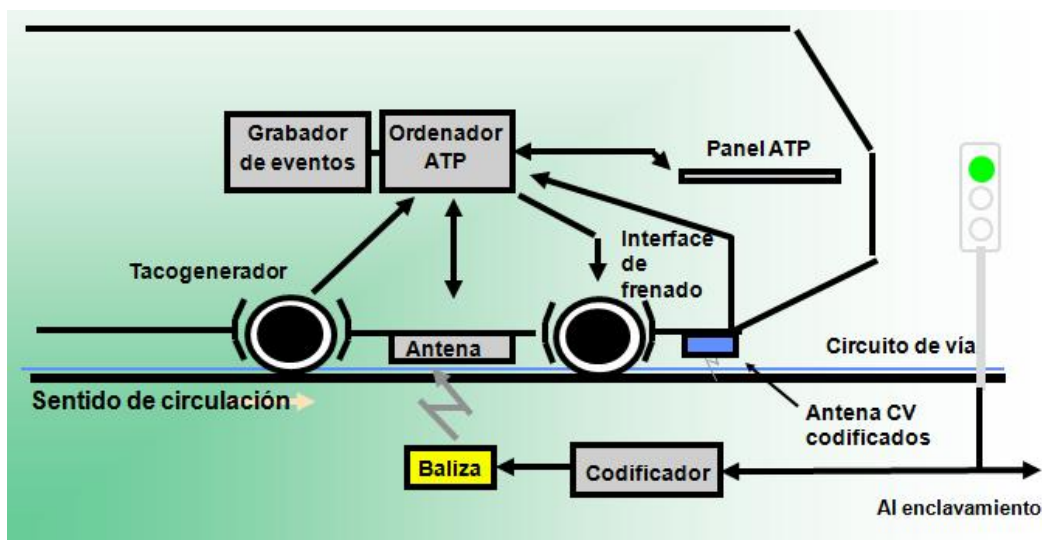 Grabador
de eventos
Ordenador
ATP
Panel ATP
Tacogenerador
Interface
de
frenado
Antena
Circuito de vía
Sentido de circulación
Antena CV
codificados
Baliza
Codificador
Al enclavamiento